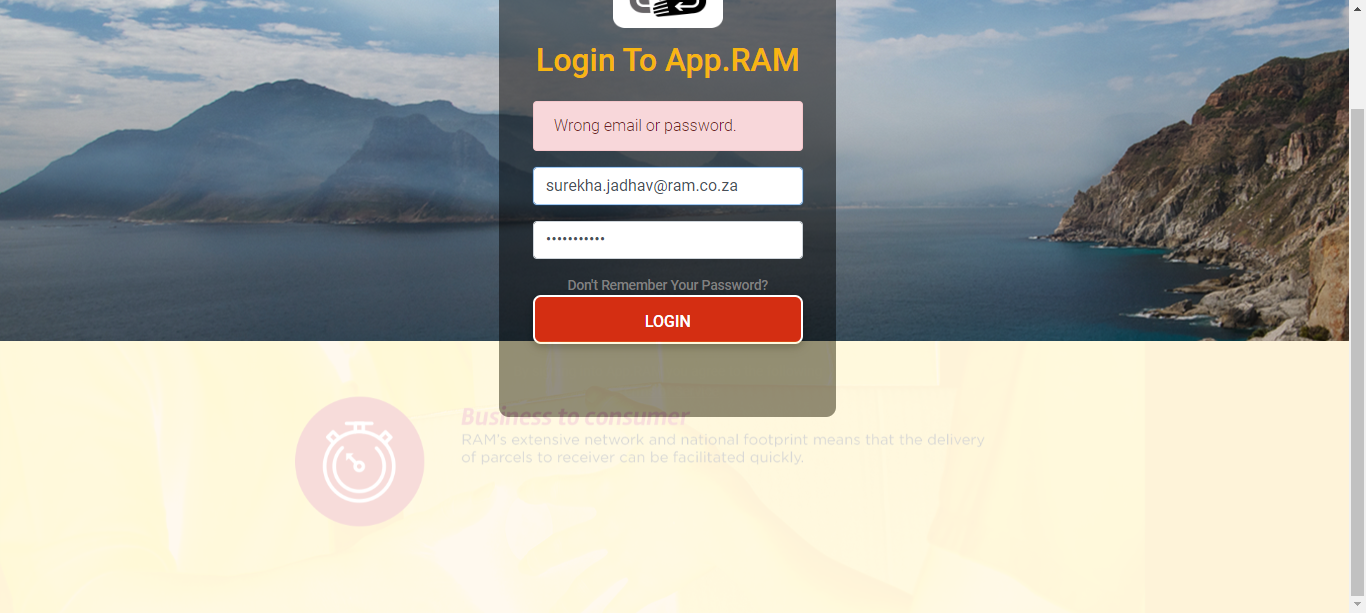 Login To App.RAM
Wrong email or password.
surekha.jadhav@ram.co.za
•••••••••••
Don't Remember Your Password?
LOGIN
Business to consumer
RAM's extensive network and national footprint means that the delivery
of parcels to receiver can be facilitated quickly.